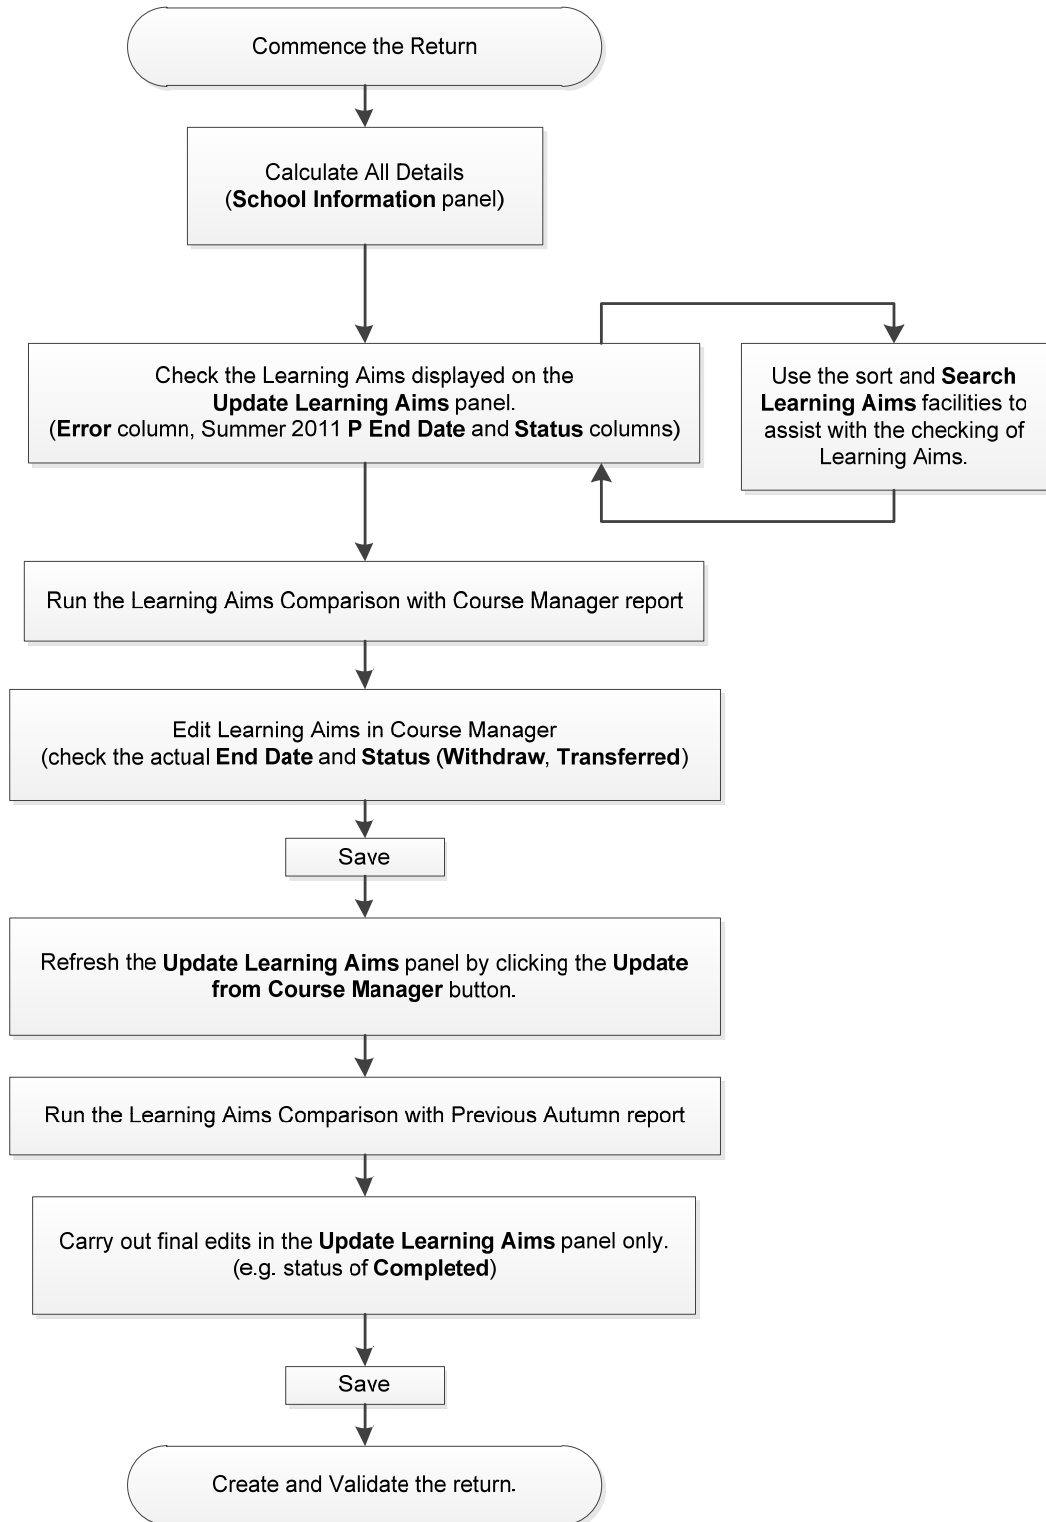 Commence the Return
Calculate All Details
(School Information panel)
Check the Learning Aims displayed on the
Update Learning Aims panel.
(Error column, Summer 2011 P End Date and Status columns)
Use the sort and Search
Learning Aims facilities to
assist with the checking of
Learning Aims.
Run the Learning Aims Comparison with Course Manager report
Edit Learning Aims in Course Manager
(check the actual End Date and Status (Withdraw, Transferred)
Save
Refresh the Update Learning Aims panel by clicking the Update
from Course Manager button.
Run the Learning Aims Comparison with Previous Autumn report
Carry out final edits in the Update Learning Aims panel only.
(e.g. status of Completed)
Save
Create and Validate the return.